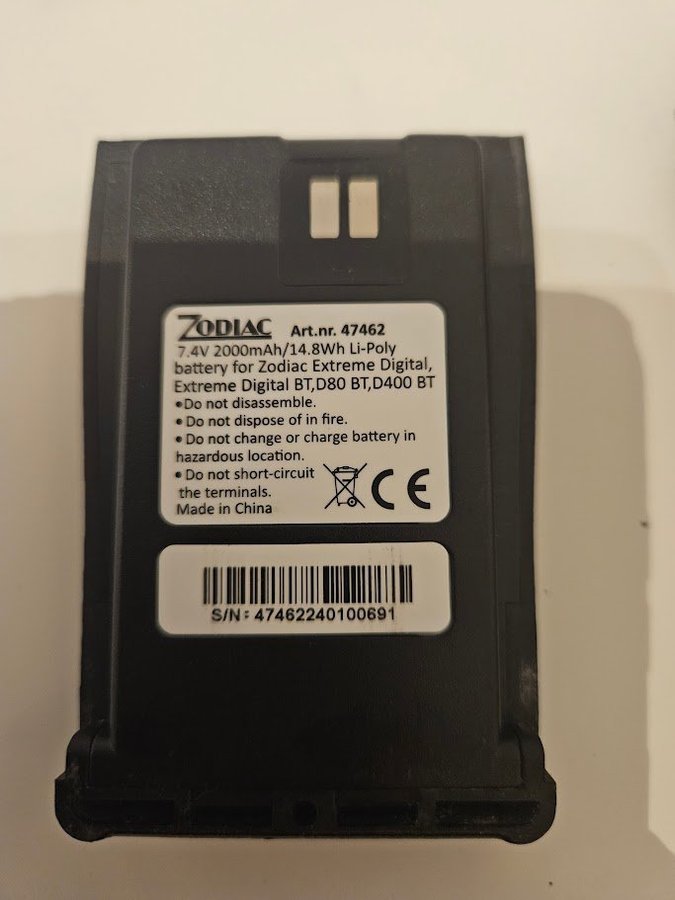 ZODIAC Art.nr. 47462
7.4V 2000mAh/14.8Wh Li-Poly
battery for Zodiac Extreme Digital,
Extreme Digital BT,D80 BT,D400 BT
•Do not disassemble.
•Do not dispose of in fire.
•Do not change or charge battery in
hazardous location.
•Do not short-circuit
the terminals.
Made in China
CE
S/N: 47462240100691